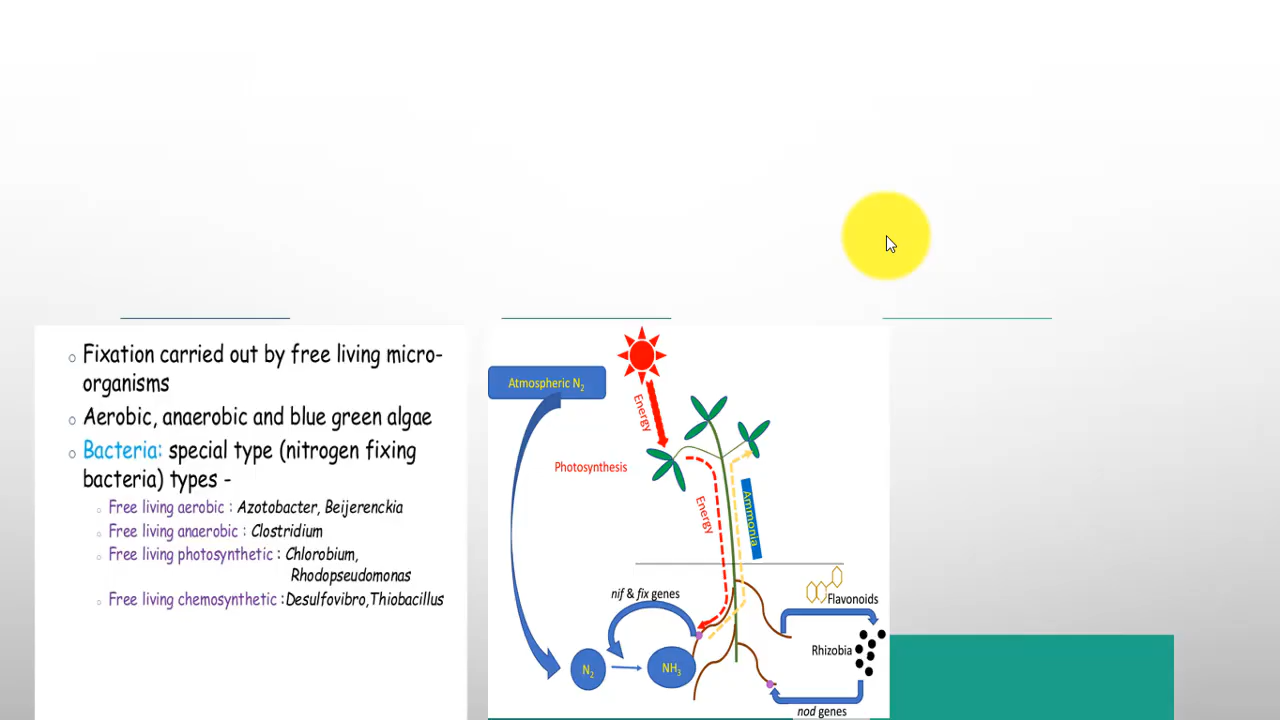 Fixation carried out by free living micro-
organisms
Aerobic, anaerobic and blue green algae
Bacteria: special type (nitrogen fixing
bacteria) types -
Free living aerobic : Azotobacter, Beijerenckia
Free living anaerobic : Clostridium
Free living photosynthetic : Chlorobium,
Rhodopseudomonas
Free living chemosynthetic :Desulfovibro,Thiobacillus
Atmospheric N₂
Energy
Photosynthesis
Energy
Ammonia
nif & fix genes
Flavonoids
Rhizobia
N₂
NH₃
nod genes